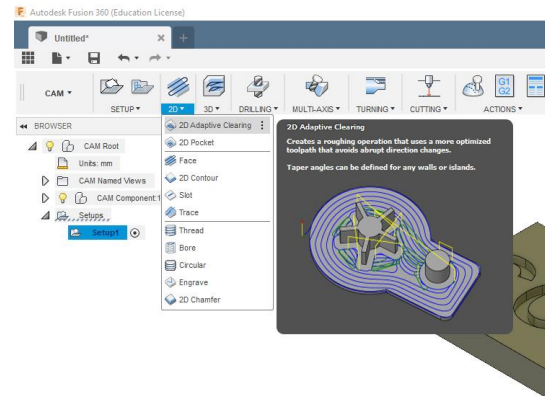 Autodesk Fusion 360 (Education License)
Untitled*
CAM
SETUP
2D
3D
DRILLING
MULTI-AXIS
TURNING
CUTTING
G1
G2
ACTIONS
BROWSER
CAM Root
Units: mm
CAM Named Views
CAM Component:1
Setups
Setup1
2D Adaptive Clearing
2D Pocket
Face
2D Contour
Slot
Trace
Thread
Bore
Circular
Engrave
2D Chamfer
2D Adaptive Clearing
Creates a roughing operation that uses a more optimized
toolpath that avoids abrupt direction changes.
Taper angles can be defined for any walls or islands.